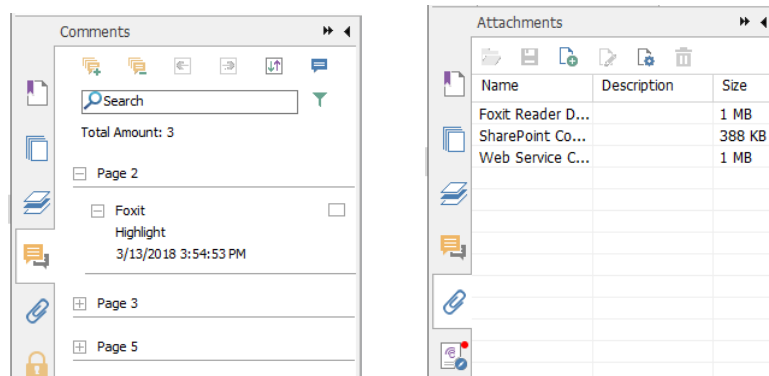 Comments
Search
Total Amount: 3
Page 2
Foxit
Highlight
3/13/2018 3:54:53 PM
Page 3
Page 5
Attachments
Name Description Size
Foxit Reader D... 1 MB
SharePoint Co... 388 KB
Web Service C... 1 MB